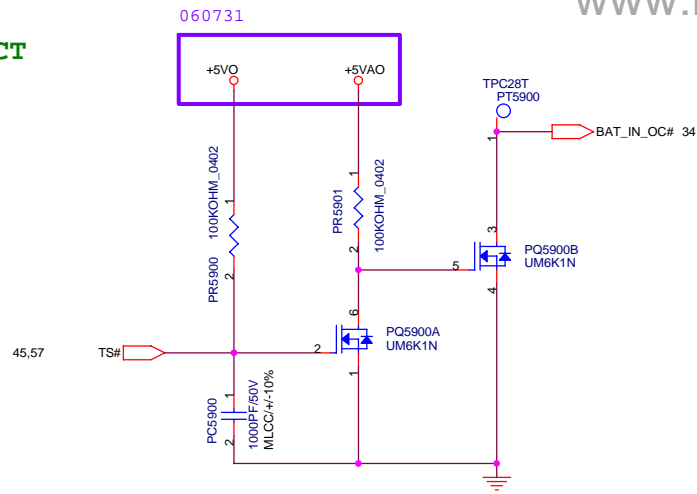 060731
CT
+5VO
+5VAO
TPC28T
PT5900
1
BAT_IN_OC# 34
1
100KOHM_0402
PR5900
2
1
100KOHM_0402
PR5901
2
3
5
PQ5900B
UM6K1N
4
6
2
PQ5900A
UM6K1N
1
45,57
TS#
1
PC5900
2
1000PF/50V
MLCC/+/-10%